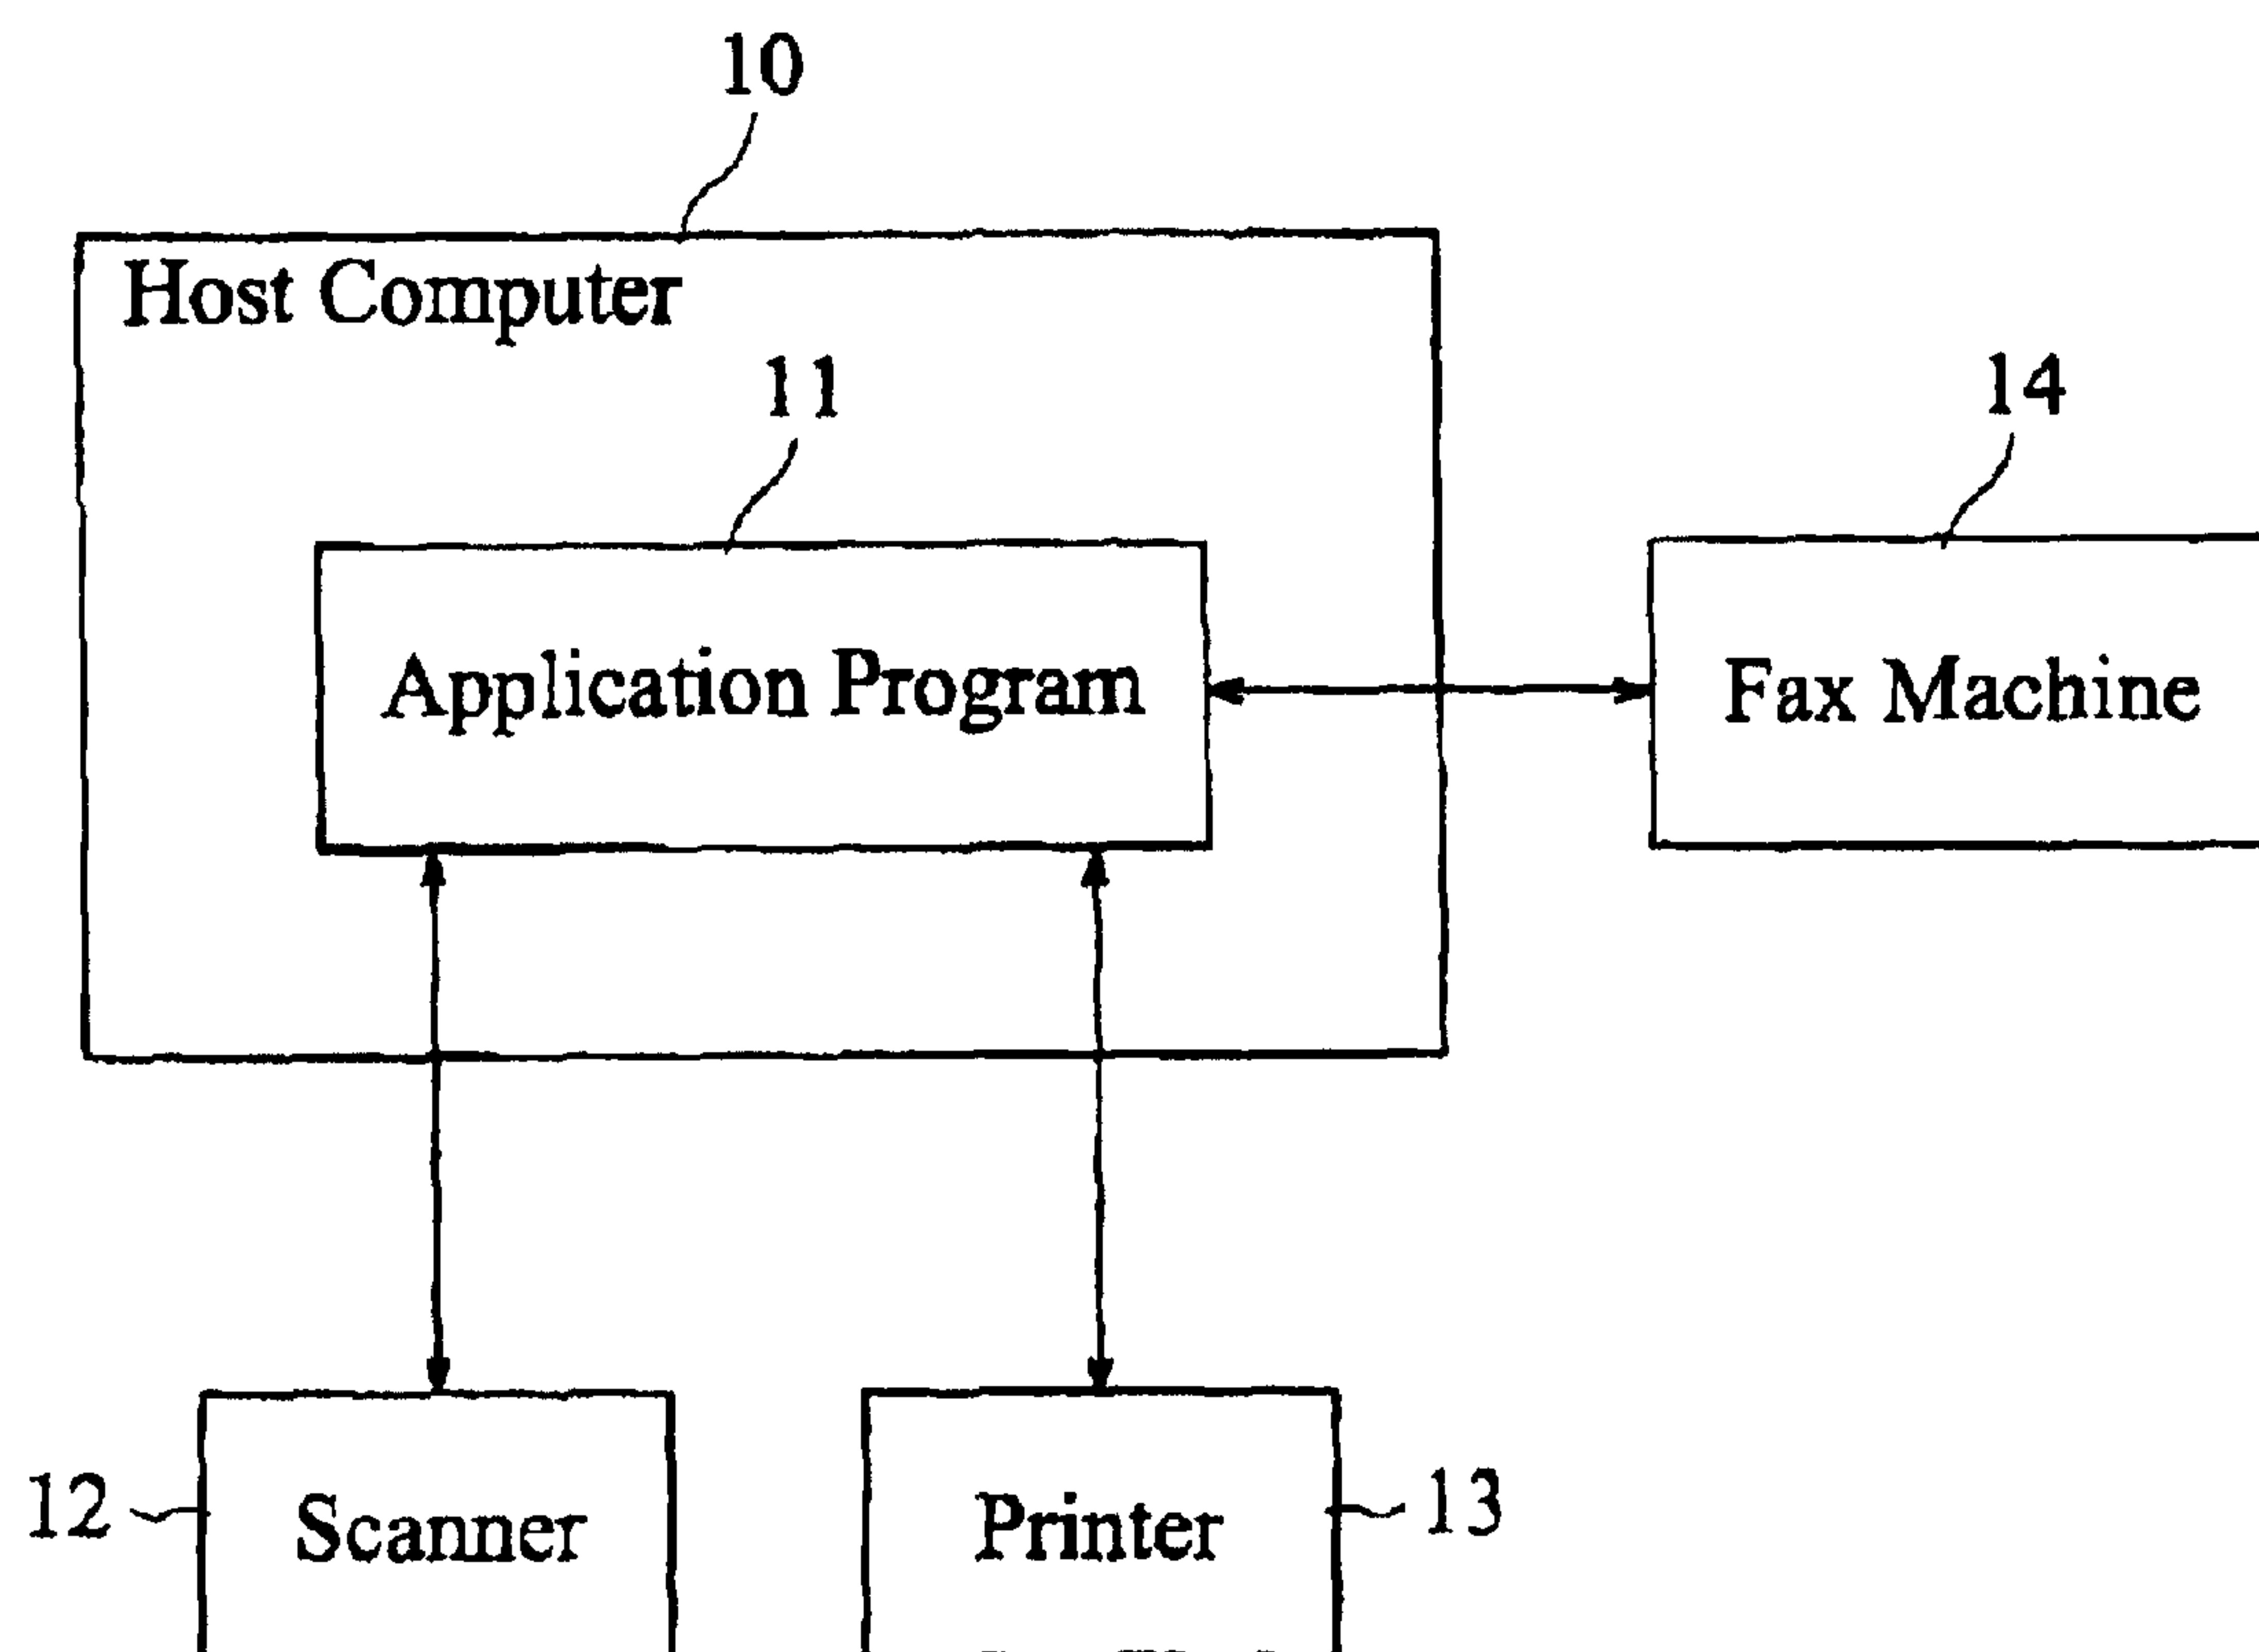 10
Host Computer
11
14
Application Program
Fax Machine
12
Scanner
Printer
13